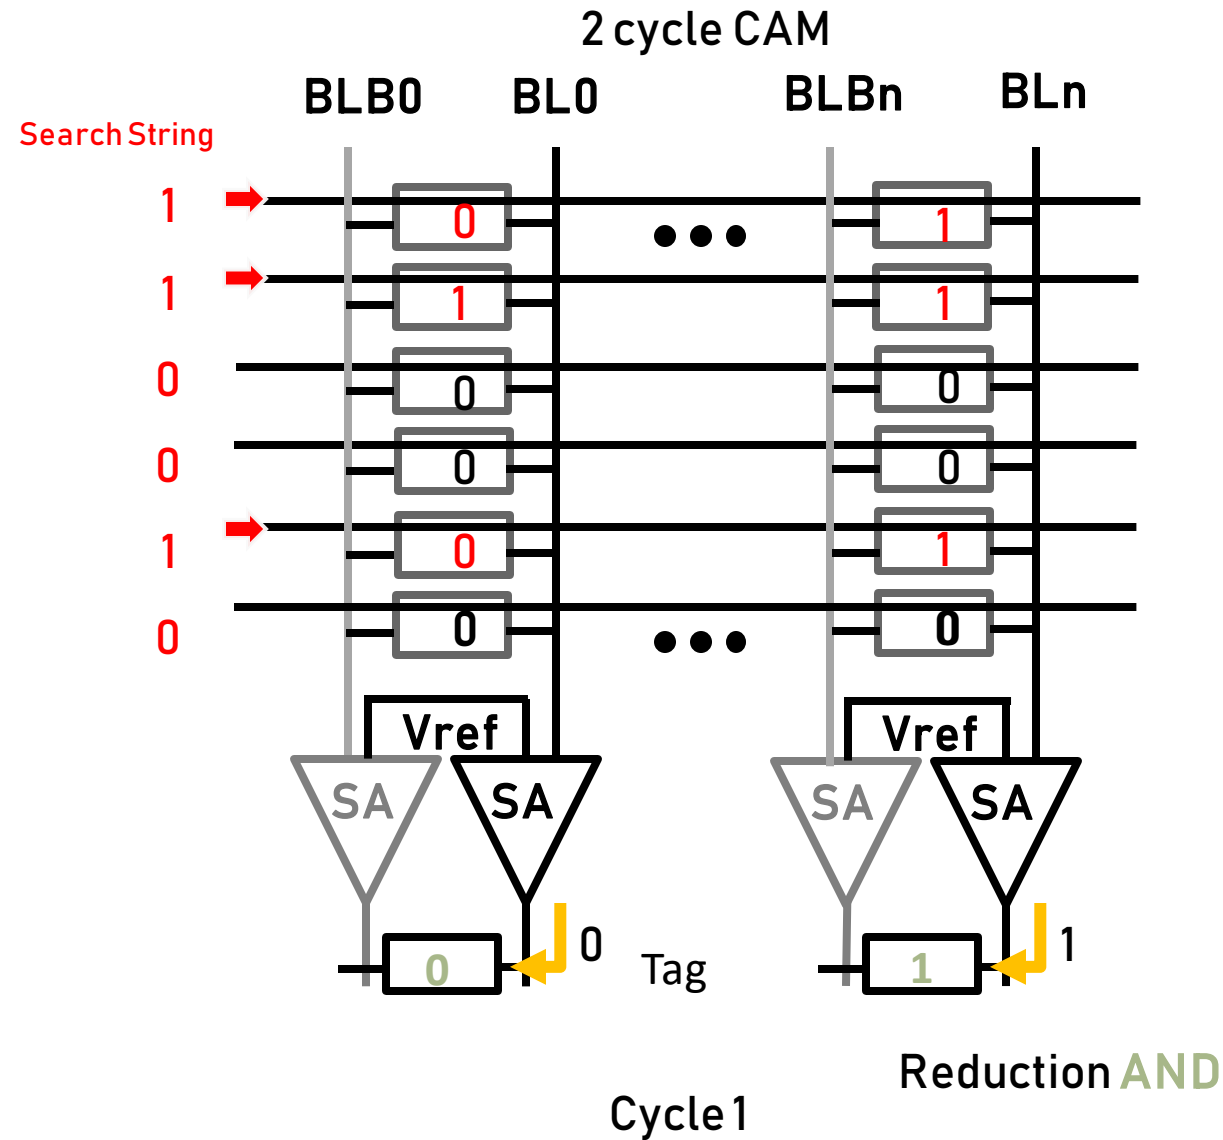 2 cycle CAM
BLB0 BL0 BLBn BLn
Search String
1 0 1
1 1 1
0 0 0
0 0 0
1 0 1
0 0 0
Vref Vref
SA SA SA SA
0 0 Tag 1 1
Reduction AND
Cycle 1